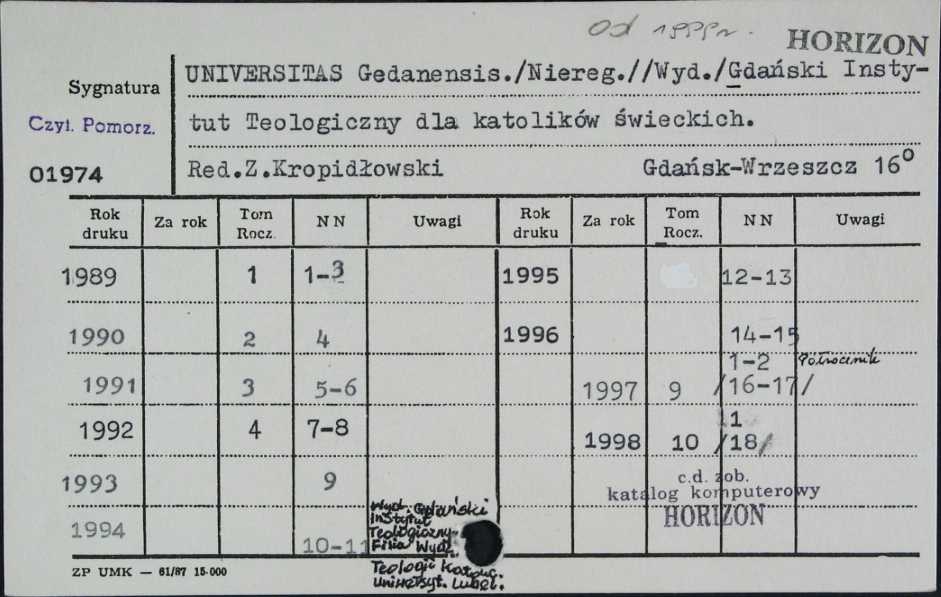 od 1999r.
HORIZON
Sygnatura
Czyt. Pomorz.
01974
UNIVERSITAS Gedanensis./Niereg.//Wyd./Gdański Insty-
tut Teologiczny dla katolików świeckich.
Red.Z.Kropidłowski Gdańsk-Wrzeszcz 16°
Rok druku Za rok Tom Rocz. NN Uwagi Rok druku Za rok Tom Rocz. NN Uwagi
1989 1 1-3 1995 12-13
1990 2 4 1996 14-15
1991 3 5-6 1997 9 1-2 /16-17/ Półrocznik
1992 4 7-8 1998 10 1 /18/
1993 9
1994 10-11
c.d. zob.
katalog komputerowy
HORIZON
Wyd. Gdański
Instytut
Teologiczny-
Filia Wydz.
Teologii
Uniwersyt. Lubel.
ZP UMK — 61/87 15.000